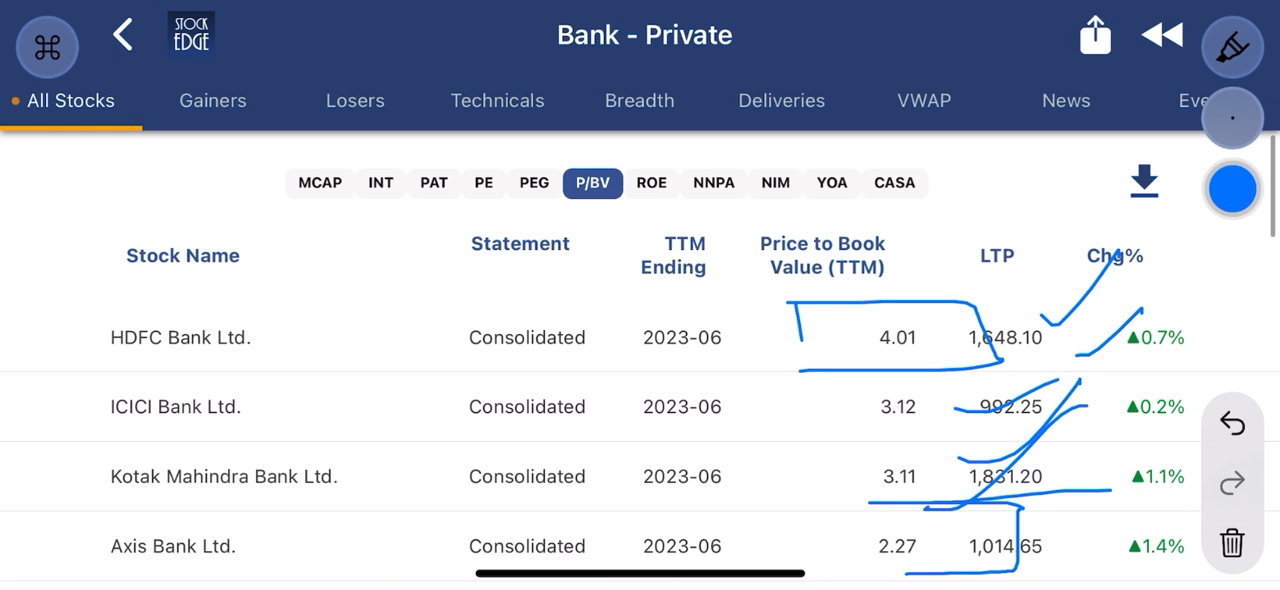 STOCK EDGE
Bank - Private
All Stocks Gainers Losers Technicals Breadth Deliveries VWAP News Eve
MCAP INT PAT PE PEG P/BV ROE NNPA NIM YOA CASA
Stock Name Statement TTM Ending Price to Book Value (TTM) LTP Chg%
HDFC Bank Ltd. Consolidated 2023-06 4.01 1,648.10 ▲0.7%
ICICI Bank Ltd. Consolidated 2023-06 3.12 992.25 ▲0.2%
Kotak Mahindra Bank Ltd. Consolidated 2023-06 3.11 1,831.20 ▲1.1%
Axis Bank Ltd. Consolidated 2023-06 2.27 1,014.65 ▲1.4%